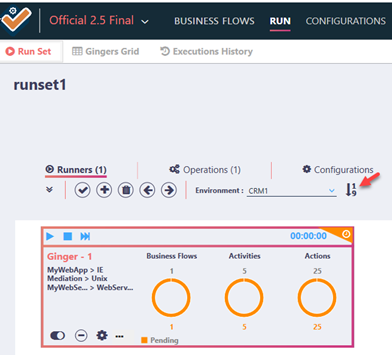 Official 2.5 Final
BUSINESS FLOWS
RUN
CONFIGURATIONS
Run Set
Gingers Grid
Executions History
runset1
Runners (1)
Operations (1)
Configurations
Environment :
CRM1
1
9
00:00:00
Ginger - 1
Business Flows
Activities
Actions
MyWebApp > IE
1
5
25
Mediation > Unix
MyWebSe... > WebServ...
1
5
25
Pending